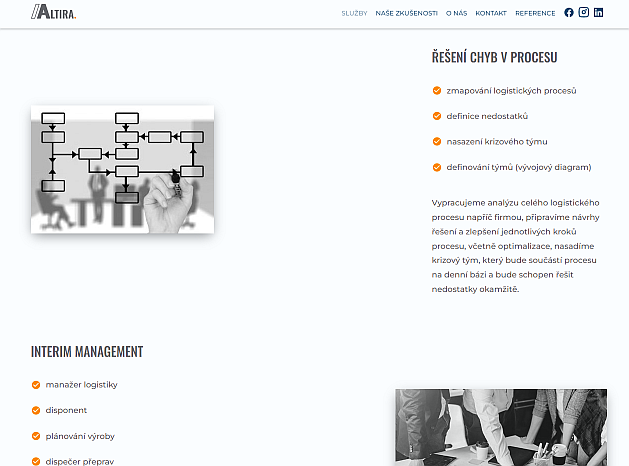 ALTIRA.
SLUŽBY NAŠE ZKUŠENOSTI O NÁS KONTAKT REFERENCE
ŘEŠENÍ CHYB V PROCESU
zmapování logistických procesů
definice nedostatků
nasazení krizového týmu
definování týmů (vývojový diagram)
Vypracujeme analýzu celého logistického
procesu napříč firmou, připravíme návrhy
řešení a zlepšení jednotlivých kroků
procesu, včetně optimalizace, nasadíme
krizový tým, který bude součástí procesu
na denní bázi a bude schopen řešit
nedostatky okamžitě.
INTERIM MANAGEMENT
manažer logistiky
disponent
plánování výroby
dispečer přeprav